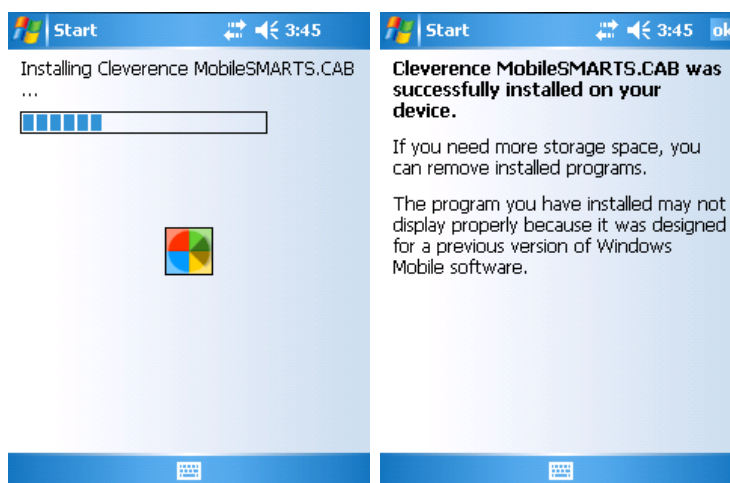 Start 3:45
Installing Cleverence MobileSMARTS.CAB
...
Start 3:45 ok
Cleverence MobileSMARTS.CAB was
successfully installed on your
device.
If you need more storage space, you
can remove installed programs.
The program you have installed may not
display properly because it was designed
for a previous version of Windows
Mobile software.